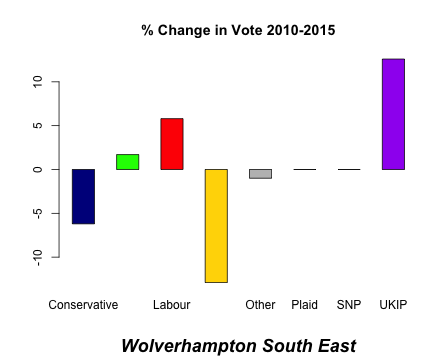 % Change in Vote 2010-2015
10
5
0
-5
-10
Conservative Labour Other Plaid SNP UKIP
Wolverhampton South East